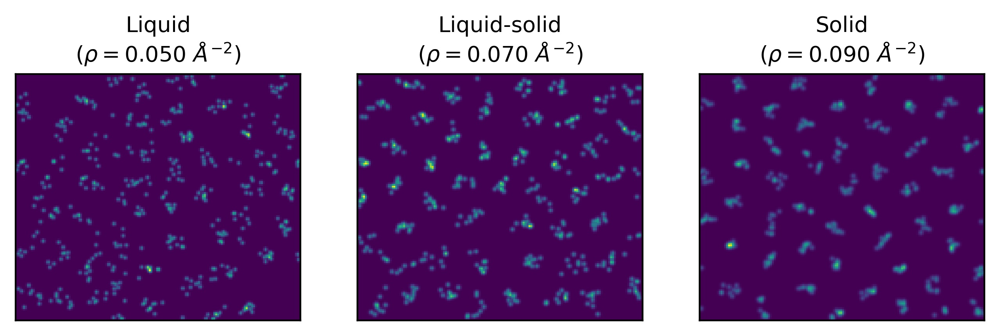 Liquid
(ρ = 0.050 Å⁻²)
Liquid-solid
(ρ = 0.070 Å⁻²)
Solid
(ρ = 0.090 Å⁻²)